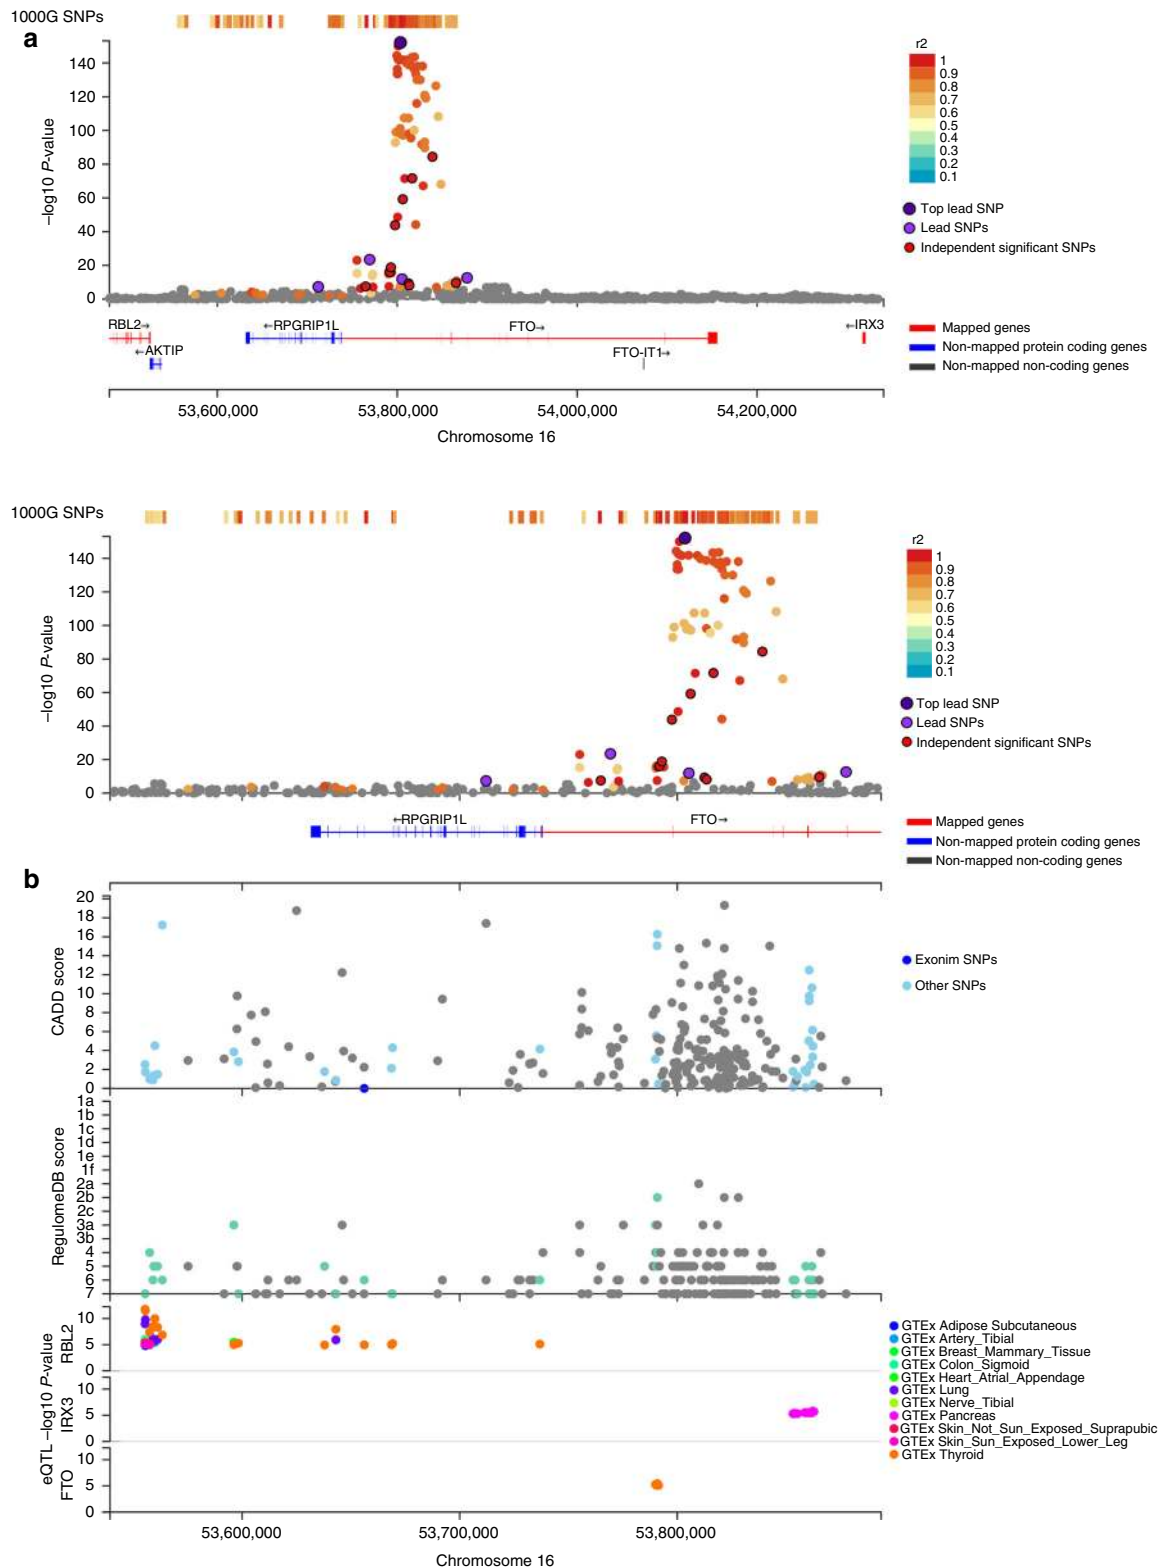 1000G SNPs
a
140
120
100
80
60
40
20
0
–log10 P-value
r2
1
0.9
0.8
0.7
0.6
0.5
0.4
0.3
0.2
0.1
Top lead SNP
Lead SNPs
Independent significant SNPs
RBL2→
←RPGRIP1L
FTO→
←IRX3
←AKTIP
FTO-IT1→
Mapped genes
Non-mapped protein coding genes
Non-mapped non-coding genes
53,600,000
53,800,000
54,000,000
54,200,000
Chromosome 16
1000G SNPs
140
120
100
80
60
40
20
0
–log10 P-value
r2
1
0.9
0.8
0.7
0.6
0.5
0.4
0.3
0.2
0.1
Top lead SNP
Lead SNPs
Independent significant SNPs
←RPGRIP1L
FTO→
Mapped genes
Non-mapped protein coding genes
Non-mapped non-coding genes
b
20
18
16
14
12
10
8
6
4
2
0
CADD score
Exonim SNPs
Other SNPs
1a
1b
1c
1d
1e
1f
2a
2b
2c
3a
3b
4
5
6
7
RegulomeDB score
10
5
0
RBL2
10
5
0
IRX3
10
5
0
FTO
eQTL –log10 P-value
GTEx Adipose Subcutaneous
GTEx Artery_Tibial
GTEx Breast_Mammary_Tissue
GTEx Colon_Sigmoid
GTEx Heart_Atrial_Appendage
GTEx Lung
GTEx Nerve_Tibial
GTEx Pancreas
GTEx Skin_Not_Sun_Exposed_Suprapubic
GTEx Skin_Sun_Exposed_Lower_Leg
GTEx Thyroid
53,600,000
53,700,000
53,800,000
Chromosome 16